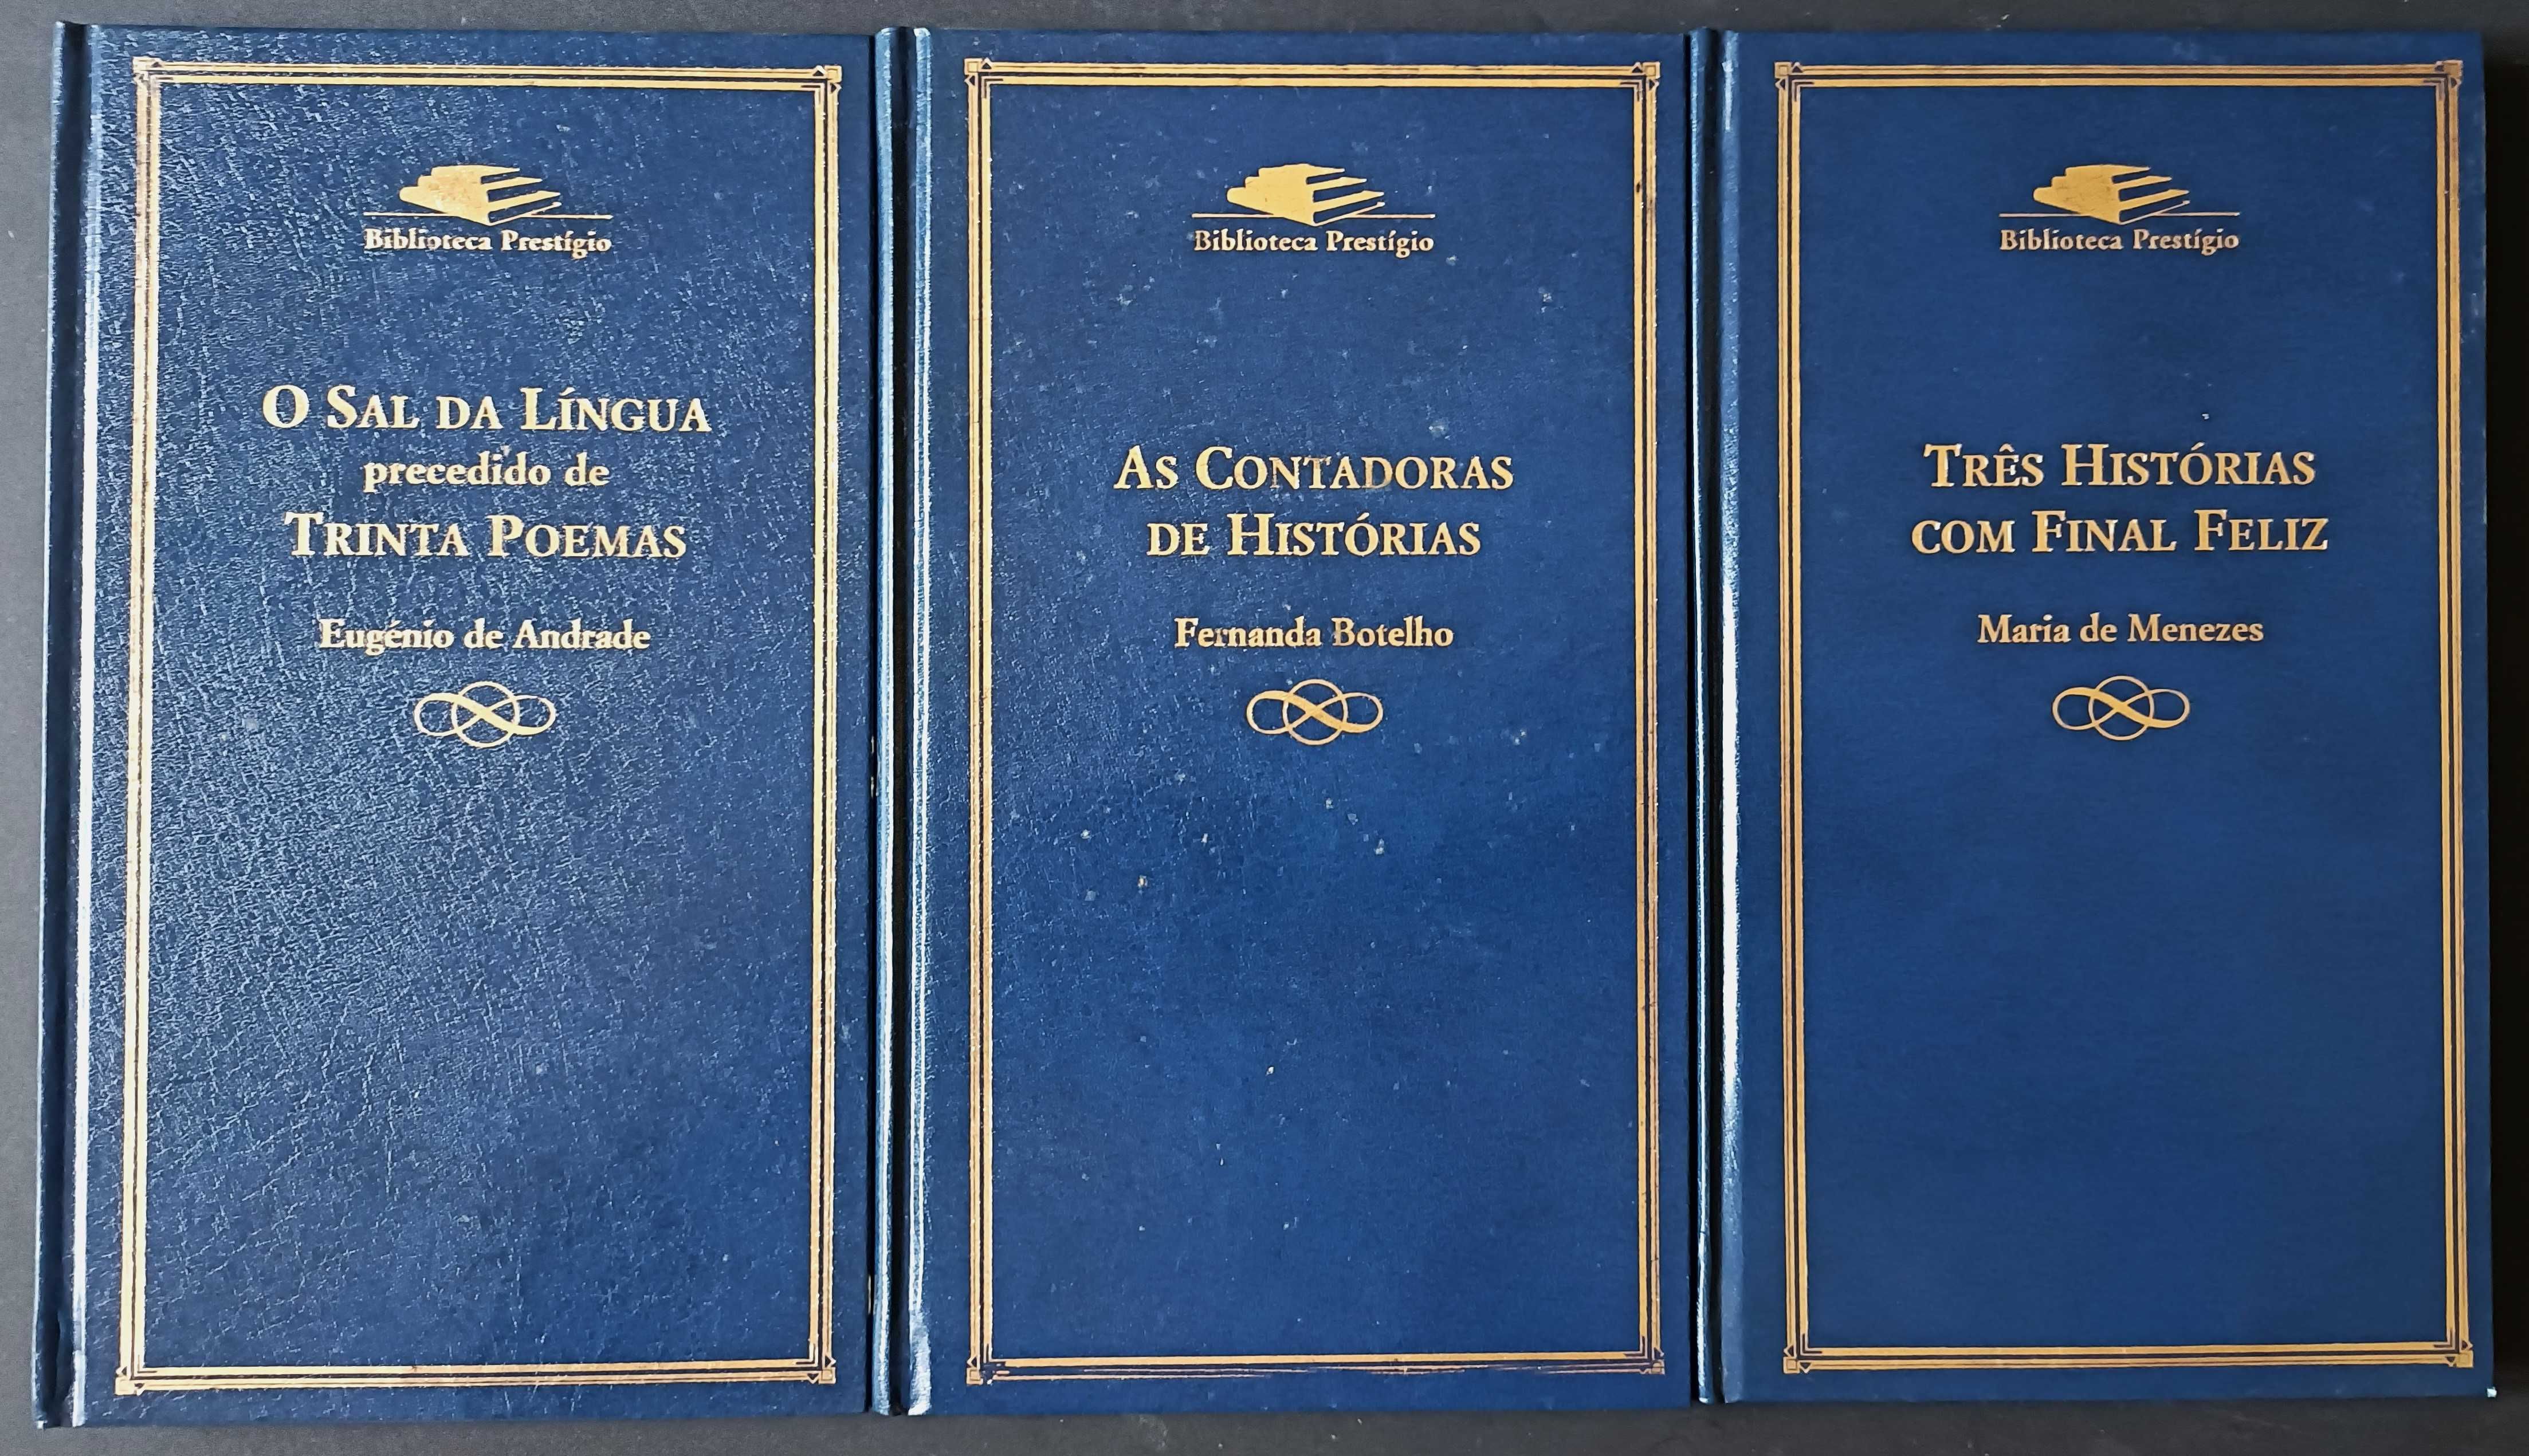 Biblioteca Prestígio
O SAL DA LÍNGUA
precedido de
TRINTA POEMAS
Eugénio de Andrade
Biblioteca Prestígio
AS CONTADORAS
DE HISTÓRIAS
Fernanda Botelho
Biblioteca Prestígio
TRÊS HISTÓRIAS
COM FINAL FELIZ
Maria de Menezes